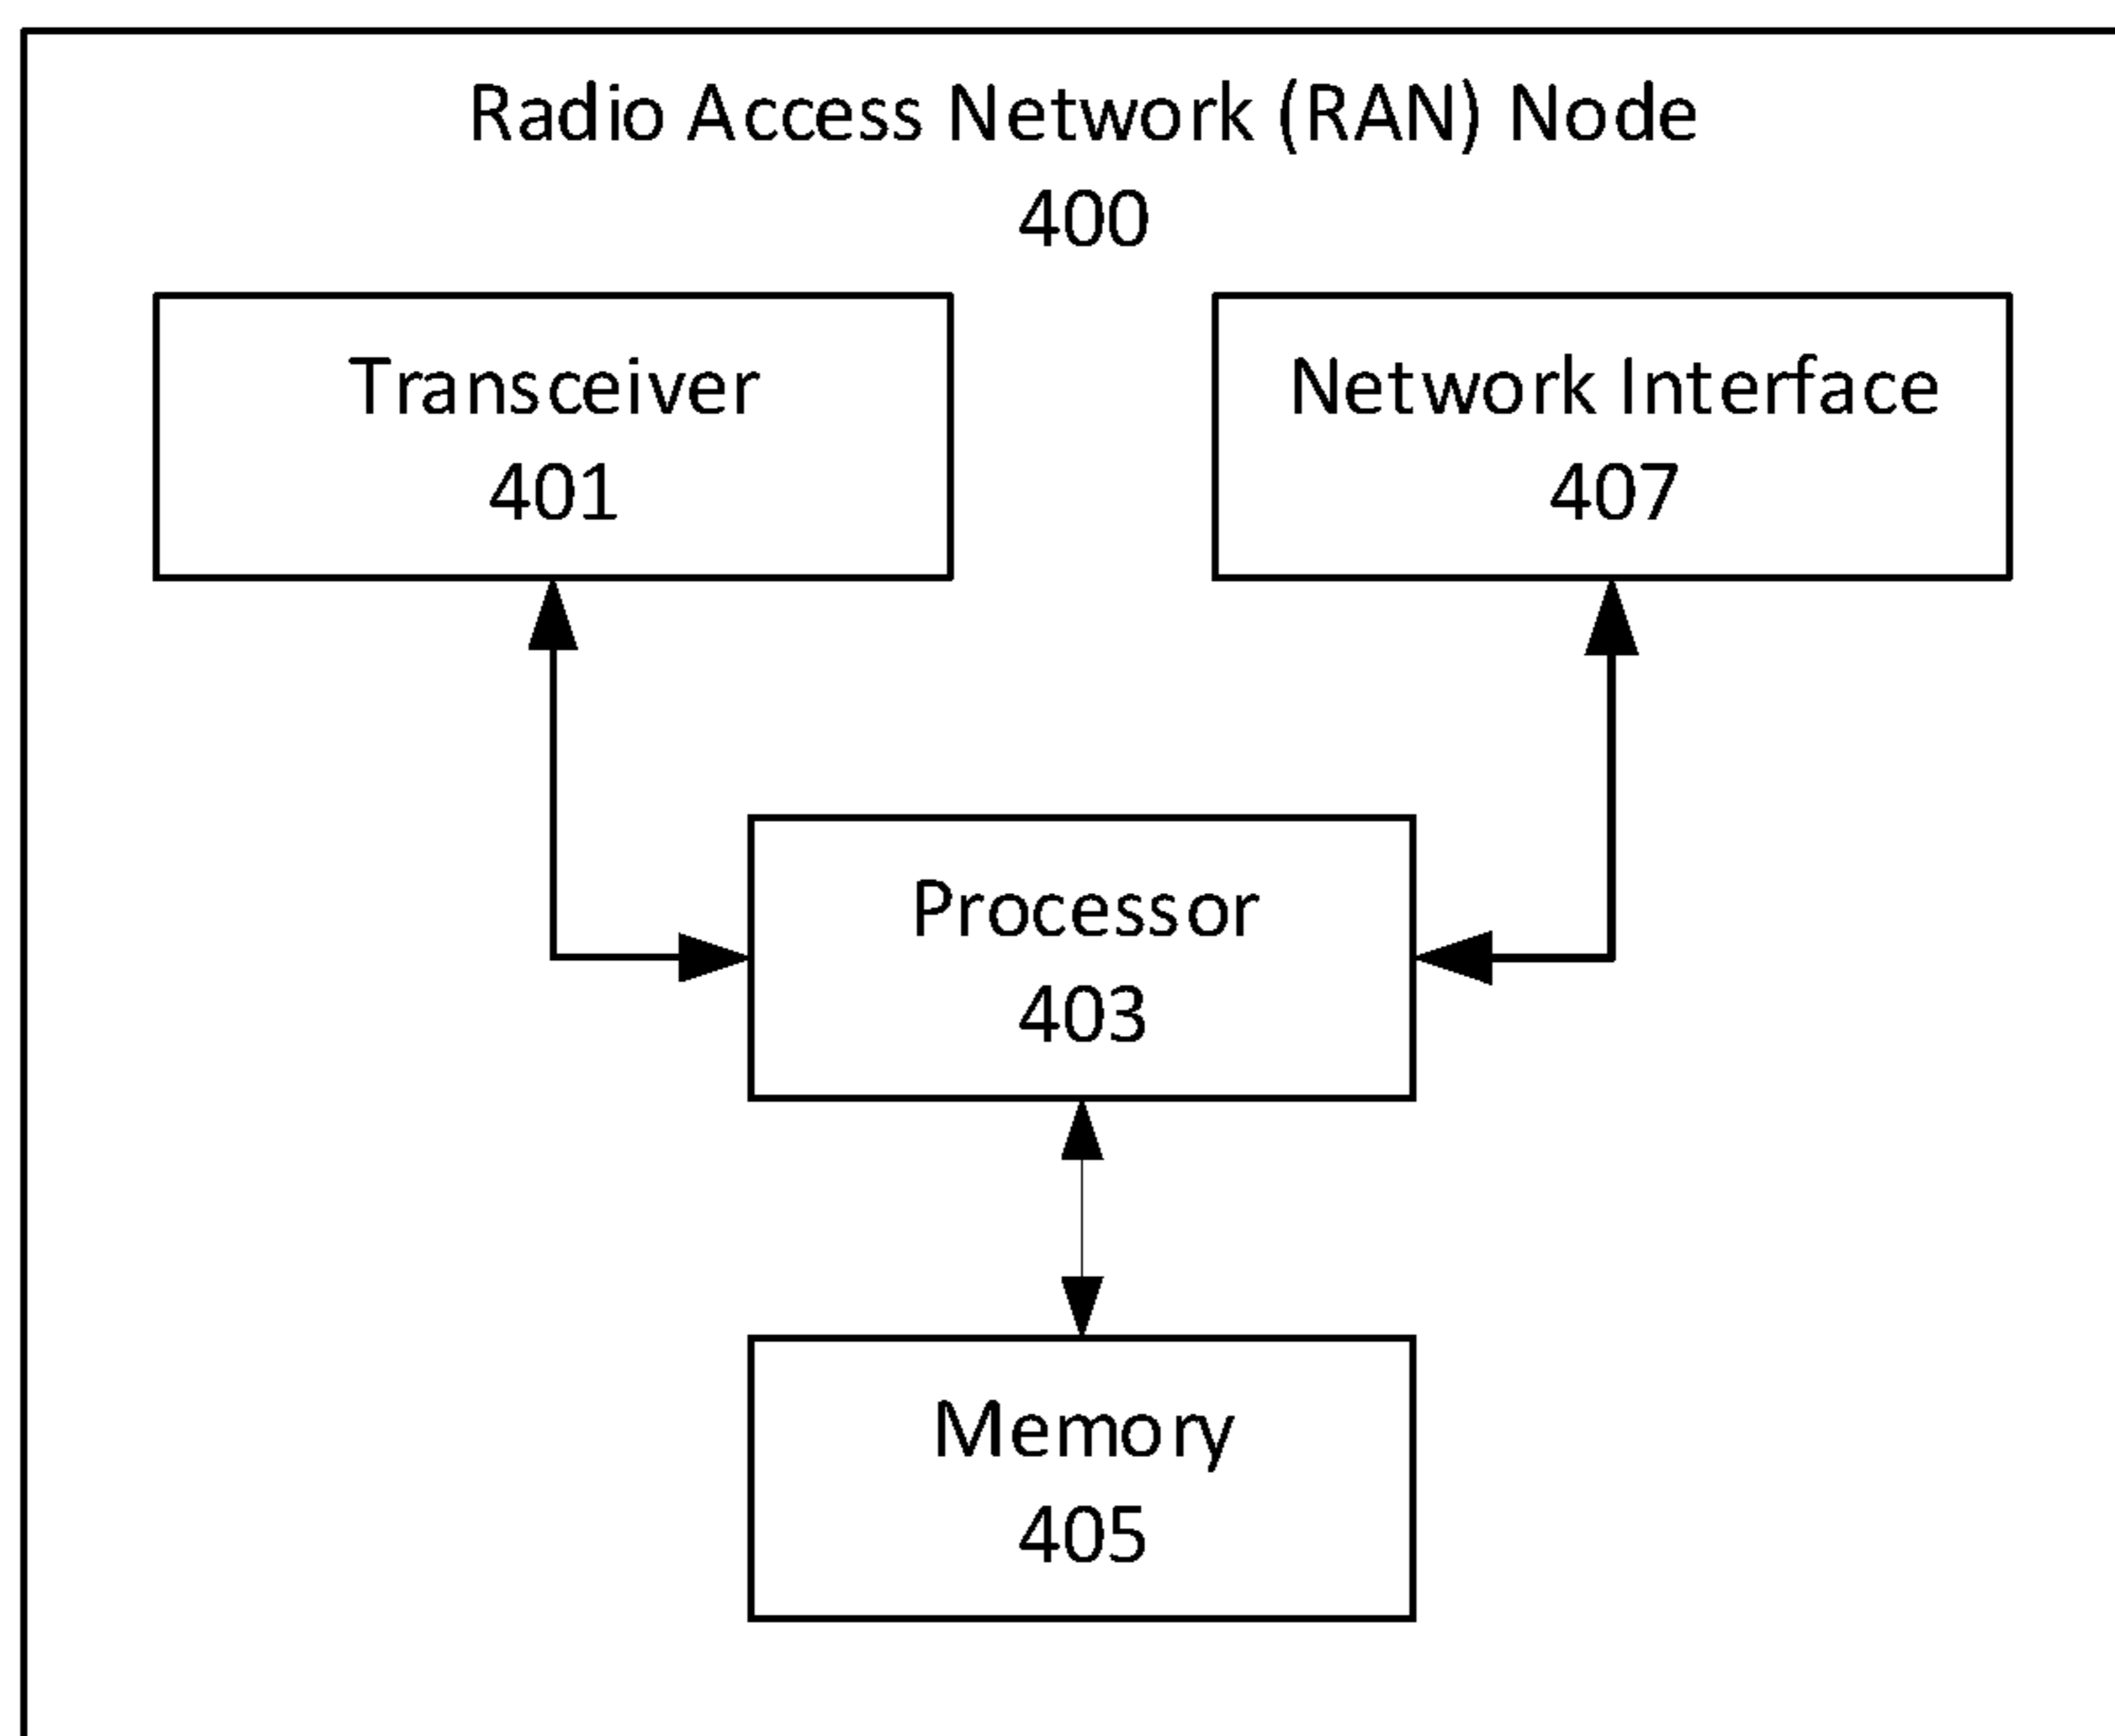 Radio Access Network (RAN) Node
400
Transceiver
401
Network Interface
407
Processor
403
Memory
405